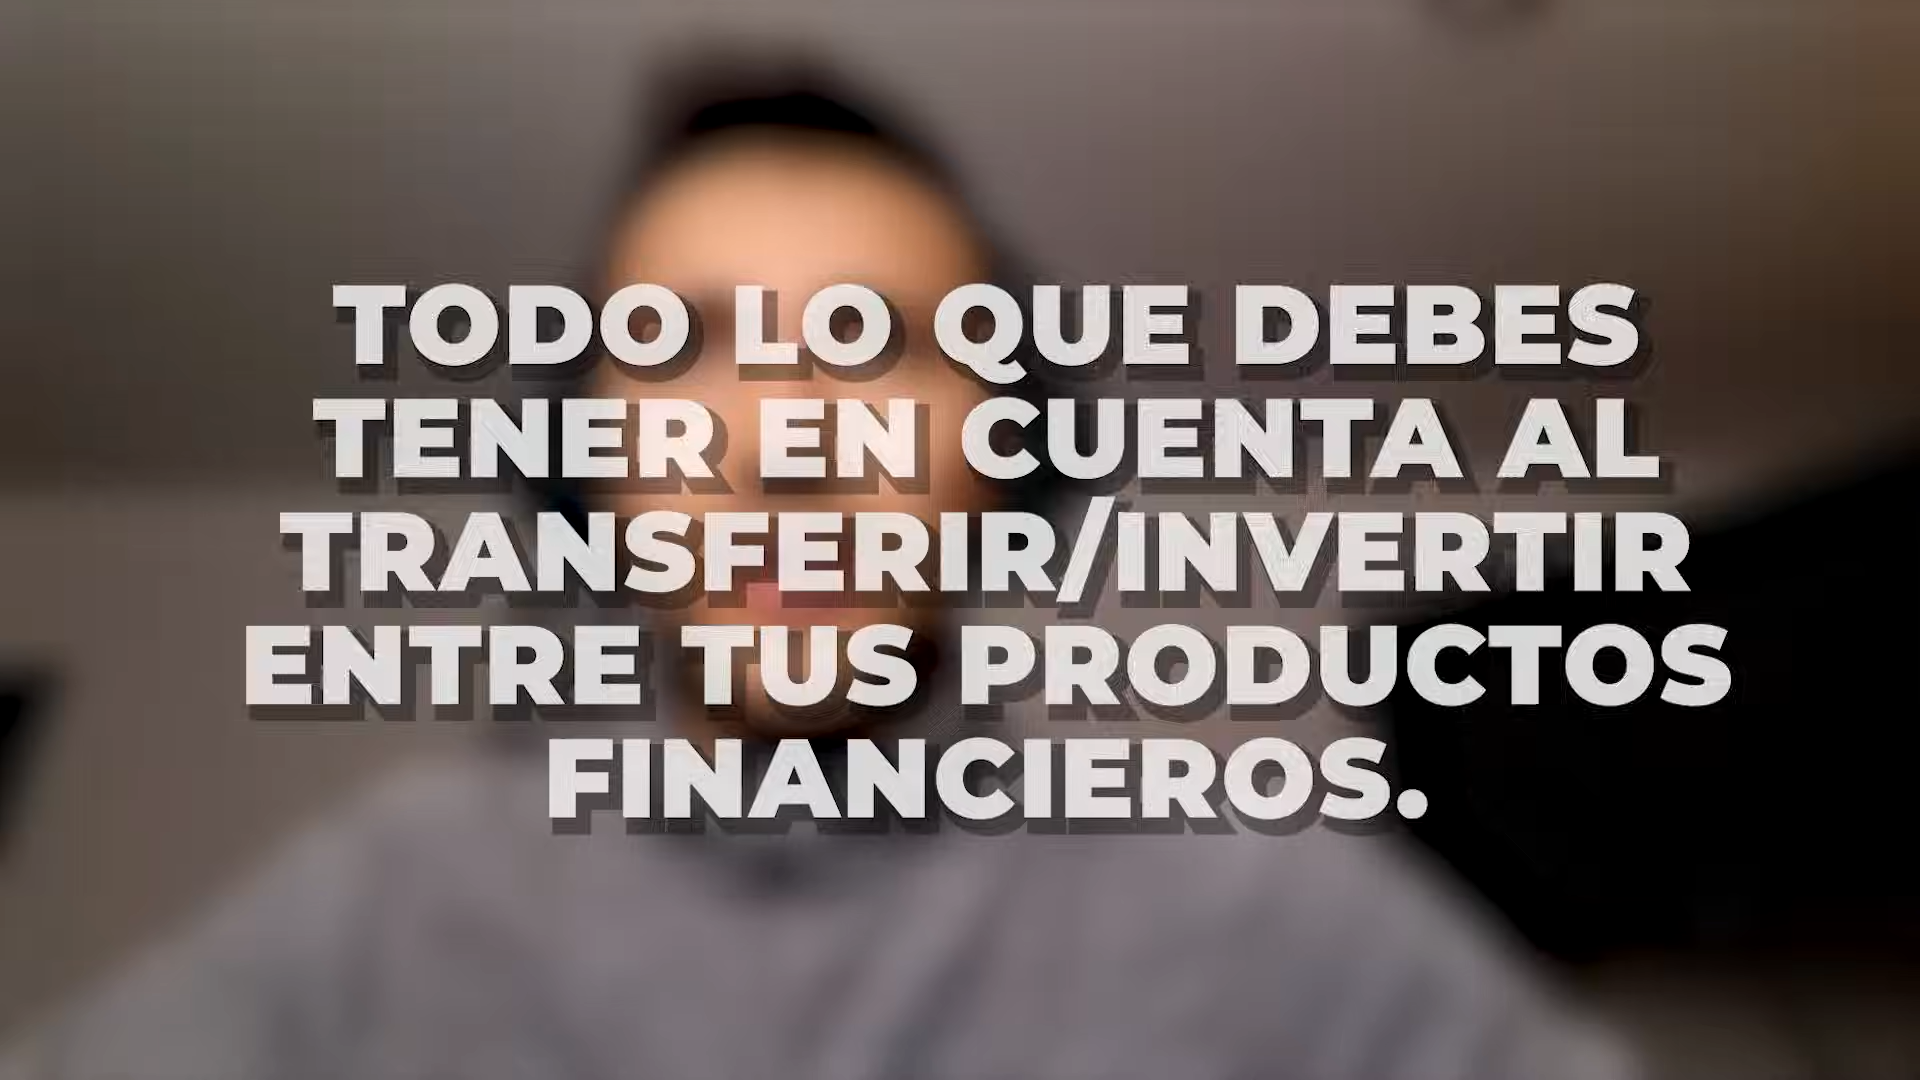 TODO LO QUE DEBES
TENER EN CUENTA AL
TRANSFERIR/INVERTIR
ENTRE TUS PRODUCTOS
FINANCIEROS.